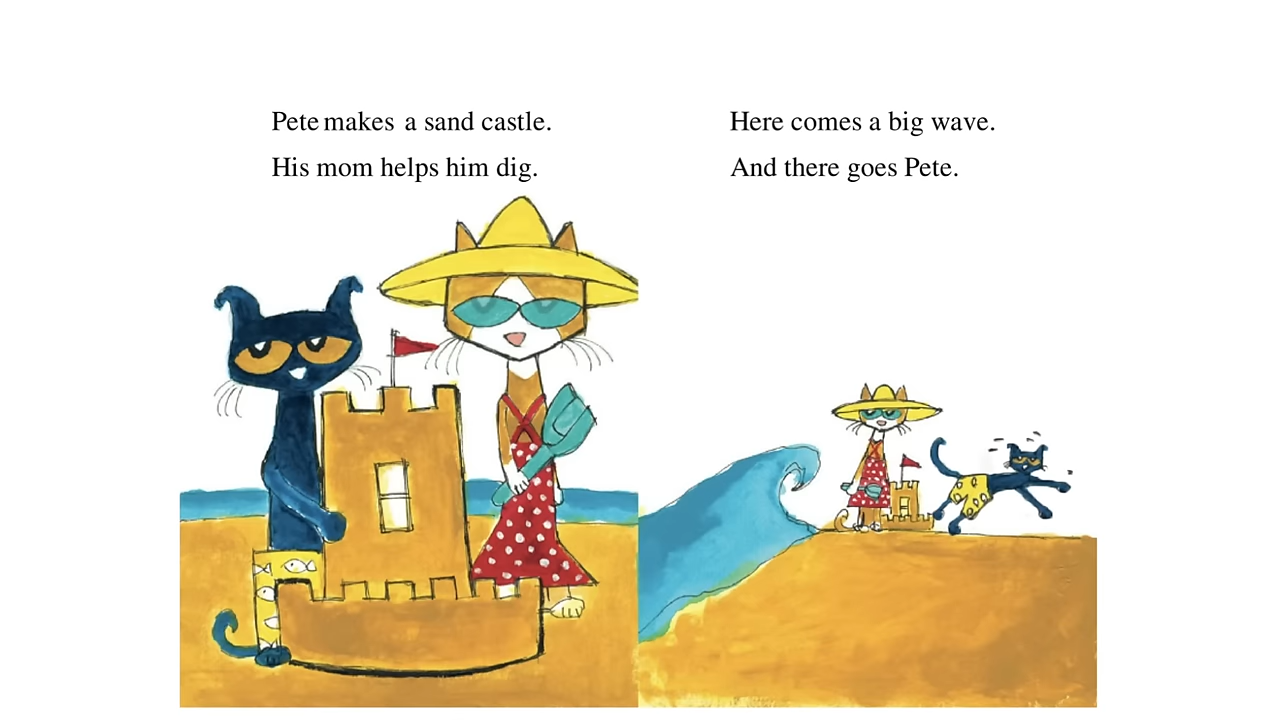 Pete makes a sand castle.
His mom helps him dig.
Here comes a big wave.
And there goes Pete.